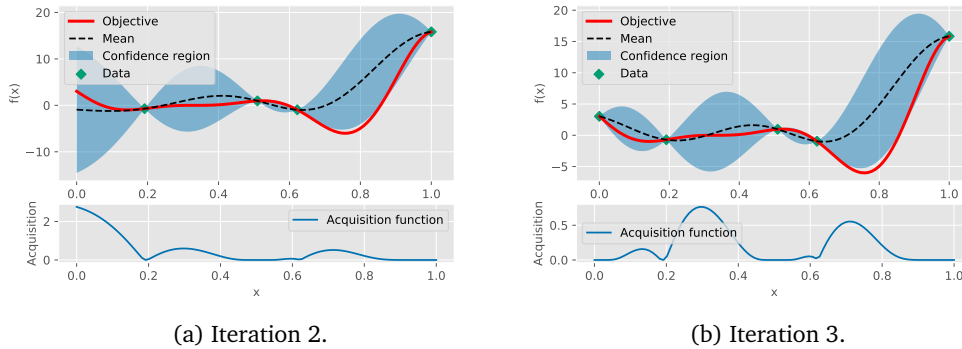 20
10
0
−10
f(x)
Objective
Mean
Confidence region
Data
0.0 0.2 0.4 0.6 0.8 1.0
2
0
Acquisition
Acquisition function
0.0 0.2 0.4 0.6 0.8 1.0
x
(a) Iteration 2.
20
15
10
5
0
−5
f(x)
Objective
Mean
Confidence region
Data
0.0 0.2 0.4 0.6 0.8 1.0
0.5
0.0
Acquisition
Acquisition function
0.0 0.2 0.4 0.6 0.8 1.0
x
(b) Iteration 3.